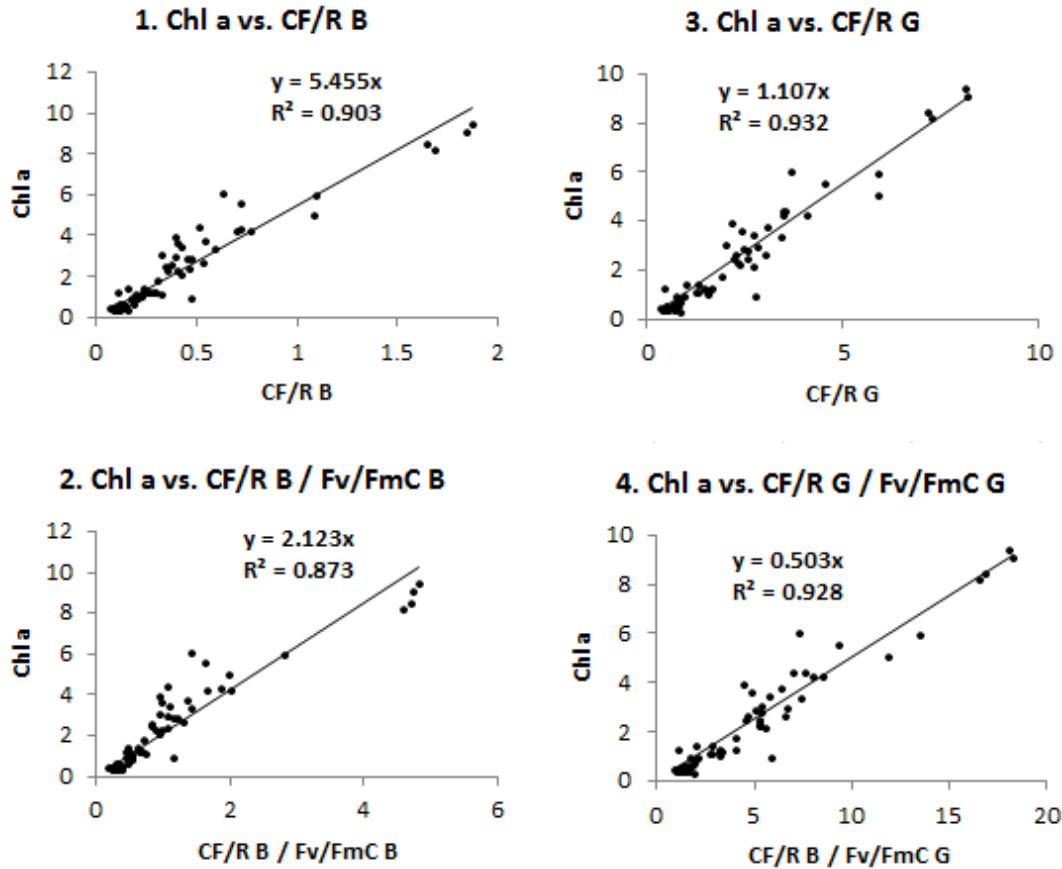 1. Chl a vs. CF/R B
y = 5.455x
R² = 0.903
Chl a
12
10
8
6
4
2
0
0 0.5 1 1.5 2
CF/R B
3. Chl a vs. CF/R G
y = 1.107x
R² = 0.932
Chl a
10
8
6
4
2
0
0 5 10
CF/R G
2. Chl a vs. CF/R B / Fv/FmC B
y = 2.123x
R² = 0.873
Chl a
12
10
8
6
4
2
0
0 2 4 6
CF/R B / Fv/FmC B
4. Chl a vs. CF/R G / Fv/FmC G
y = 0.503x
R² = 0.928
Chl a
10
8
6
4
2
0
0 5 10 15 20
CF/R B / Fv/FmC G